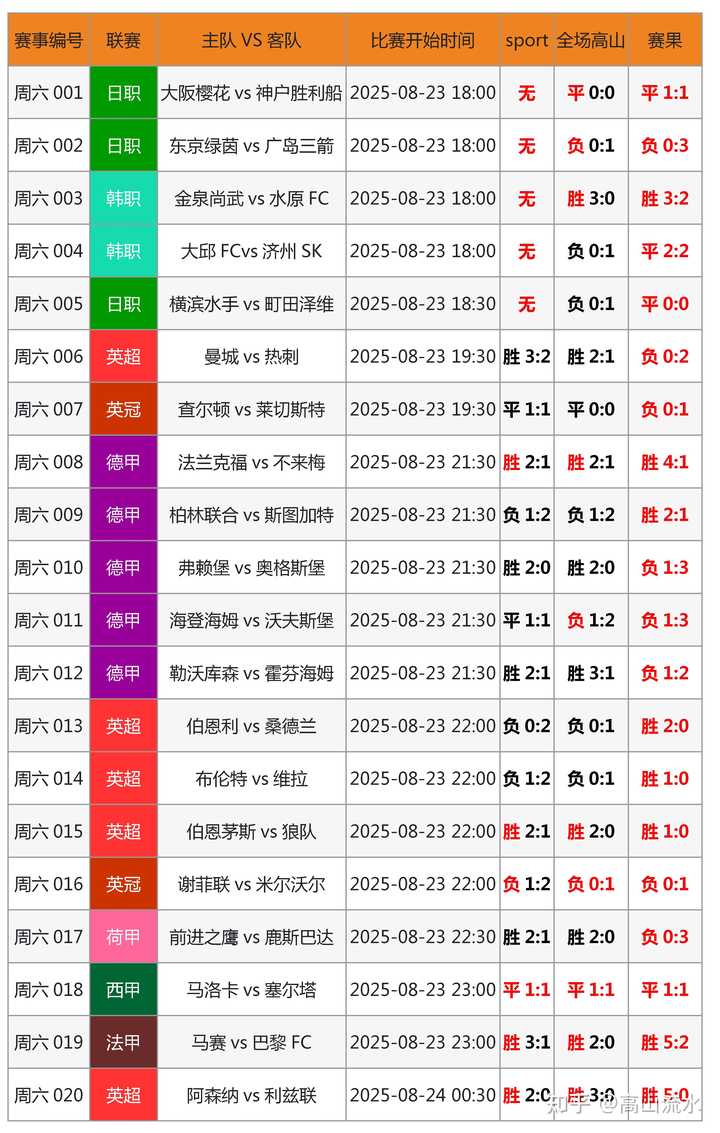 赛事编号 联赛 主队 VS 客队 比赛开始时间 sport 全场高山 赛果
周六 001 日职 大阪樱花 vs 神户胜利船 2025-08-23 18:00 无 平 0:0 平 1:1
周六 002 日职 东京绿茵 vs 广岛三箭 2025-08-23 18:00 无 负 0:1 负 0:3
周六 003 韩职 金泉尚武 vs 水原 FC 2025-08-23 18:00 无 胜 3:0 胜 3:2
周六 004 韩职 大邱 FCvs 济州 SK 2025-08-23 18:00 无 负 0:1 平 2:2
周六 005 日职 横滨水手 vs 町田泽维 2025-08-23 18:30 无 负 0:1 平 0:0
周六 006 英超 曼城 vs 热刺 2025-08-23 19:30 胜 3:2 胜 2:1 负 0:2
周六 007 英冠 查尔顿 vs 莱切斯特 2025-08-23 19:30 平 1:1 平 0:0 负 0:1
周六 008 德甲 法兰克福 vs 不来梅 2025-08-23 21:30 胜 2:1 胜 2:1 胜 4:1
周六 009 德甲 柏林联合 vs 斯图加特 2025-08-23 21:30 负 1:2 负 1:2 胜 2:1
周六 010 德甲 弗赖堡 vs 奥格斯堡 2025-08-23 21:30 胜 2:0 胜 2:0 负 1:3
周六 011 德甲 海登海姆 vs 沃夫斯堡 2025-08-23 21:30 平 1:1 负 1:2 负 1:3
周六 012 德甲 勒沃库森 vs 霍芬海姆 2025-08-23 21:30 胜 2:1 胜 3:1 负 1:2
周六 013 英超 伯恩利 vs 桑德兰 2025-08-23 22:00 负 0:2 负 0:1 胜 2:0
周六 014 英超 布伦特 vs 维拉 2025-08-23 22:00 负 1:2 负 0:1 胜 1:0
周六 015 英超 伯恩茅斯 vs 狼队 2025-08-23 22:00 胜 2:1 胜 2:0 胜 1:0
周六 016 英冠 谢菲联 vs 米尔沃尔 2025-08-23 22:00 负 1:2 负 0:1 负 0:1
周六 017 荷甲 前进之鹰 vs 鹿斯巴达 2025-08-23 22:30 胜 2:1 胜 2:0 负 0:3
周六 018 西甲 马洛卡 vs 塞尔塔 2025-08-23 23:00 平 1:1 平 1:1 平 1:1
周六 019 法甲 马赛 vs 巴黎 FC 2025-08-23 23:00 胜 3:1 胜 2:0 胜 5:2
周六 020 英超 阿森纳 vs 利兹联 2025-08-24 00:30 胜 2:0 胜 3:0 胜 5:0
知乎 @高山流水